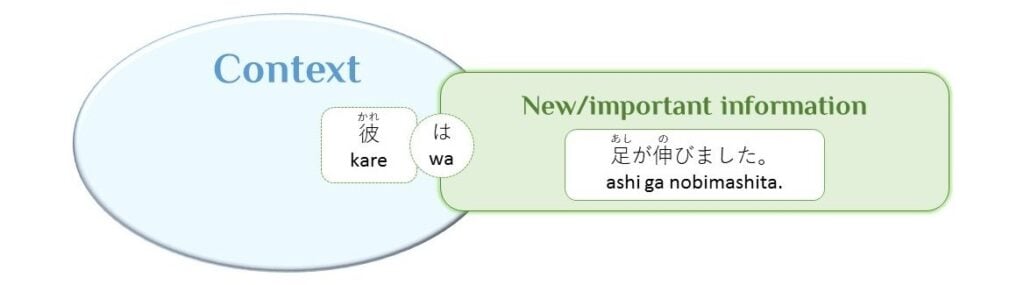 Context
New/important information
かれ
彼
kare
は
wa
あし の
足が伸びました。
ashi ga nobimashita.